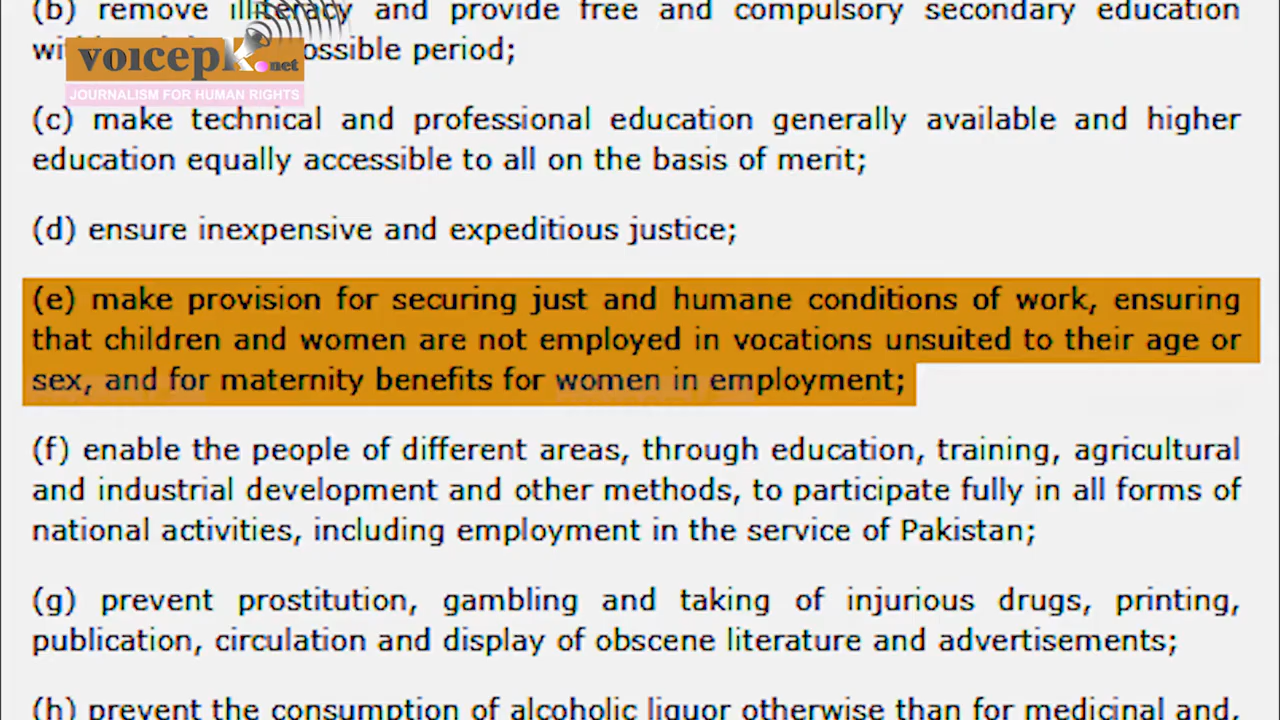 (b) remove illiteracy and provide free and compulsory secondary education
possible period;
voicepk.net
JOURNALISM FOR HUMAN RIGHTS
(c) make technical and professional education generally available and higher
education equally accessible to all on the basis of merit;
(d) ensure inexpensive and expeditious justice;
(e) make provision for securing just and humane conditions of work, ensuring
that children and women are not employed in vocations unsuited to their age or
sex, and for maternity benefits for women in employment;
(f) enable the people of different areas, through education, training, agricultural
and industrial development and other methods, to participate fully in all forms of
national activities, including employment in the service of Pakistan;
(g) prevent prostitution, gambling and taking of injurious drugs, printing,
publication, circulation and display of obscene literature and advertisements;
(h) prevent the consumption of alcoholic liquor otherwise than for medicinal and,